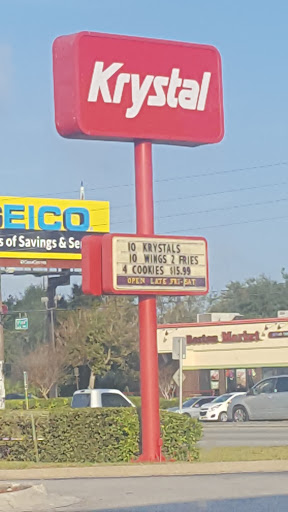 Krystal
GEICO
s of Savings & Se
10 KRYSTALS
10 WINGS 2 FRIES
4 COOKIES $15.99
OPEN LATE FRI-SAT
Boston Market